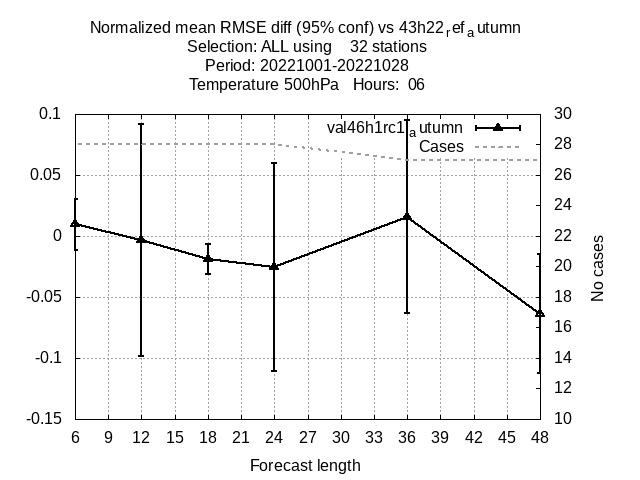 Normalized mean RMSE diff (95% conf) vs 43h22ref a utumn
Selection: ALL using    32 stations
Period: 20221001-20221028
Temperature 500hPa   Hours:  06
0.1
0.05
0
-0.05
-0.1
-0.15
val46h1rc1a utumn
Cases
30
28
26
24
22
20
18
16
14
12
10
No cases
6 9 12 15 18 21 24 27 30 33 36 39 42 45 48
Forecast length